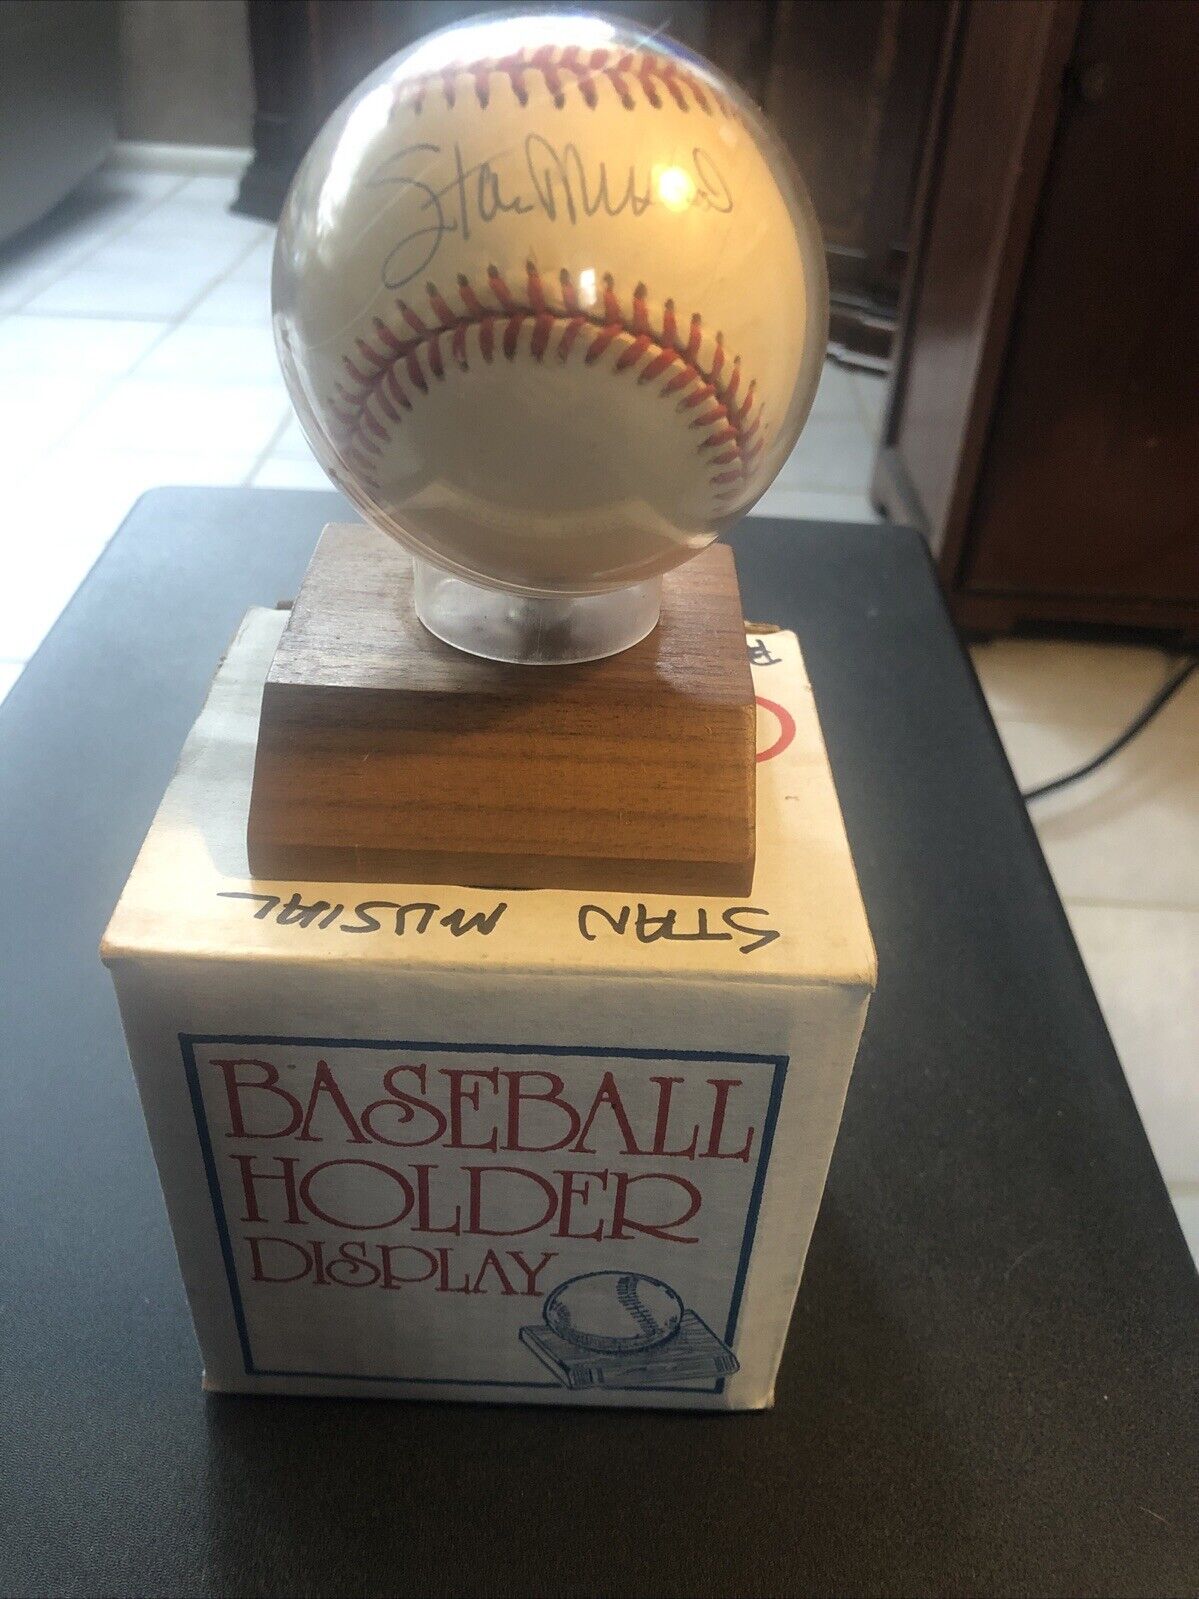 Stan Musial
STAN MUSIAL
BASEBALL
HOLDER
DISPLAY